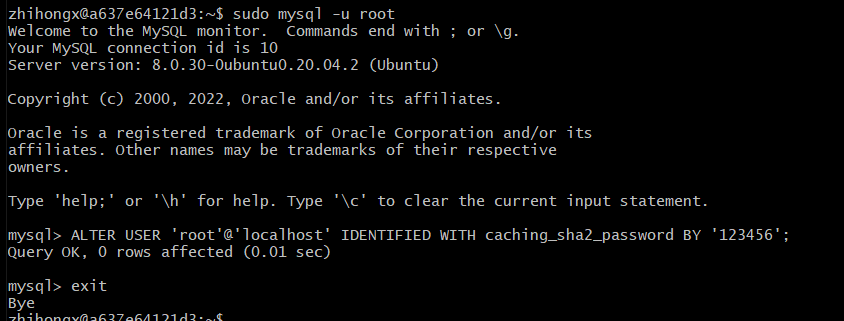 zhihongx@a637e64121d3:~$ sudo mysql -u root
Welcome to the MySQL monitor.  Commands end with ; or \g.
Your MySQL connection id is 10
Server version: 8.0.30-0ubuntu0.20.04.2 (Ubuntu)

Copyright (c) 2000, 2022, Oracle and/or its affiliates.

Oracle is a registered trademark of Oracle Corporation and/or its
affiliates. Other names may be trademarks of their respective
owners.

Type 'help;' or '\h' for help. Type '\c' to clear the current input statement.

mysql> ALTER USER 'root'@'localhost' IDENTIFIED WITH caching_sha2_password BY '123456';
Query OK, 0 rows affected (0.01 sec)

mysql> exit
Bye
zhihongx@a637e64121d3:~$